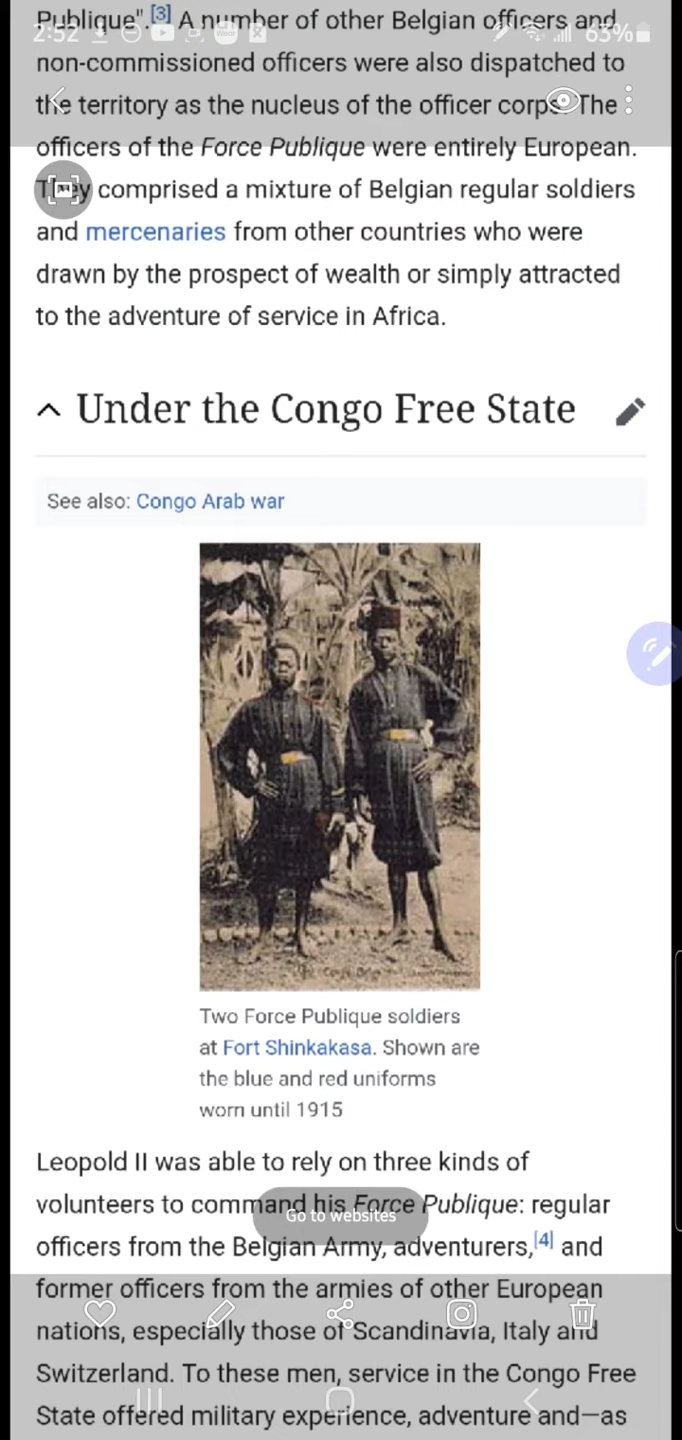 Publique".[3] A number of other Belgian officers and
2:52
63%
non-commissioned officers were also dispatched to
the territory as the nucleus of the officer corps. The
officers of the Force Publique were entirely European.
They comprised a mixture of Belgian regular soldiers
and mercenaries from other countries who were
drawn by the prospect of wealth or simply attracted
to the adventure of service in Africa.
Under the Congo Free State
See also: Congo Arab war
Two Force Publique soldiers
at Fort Shinkakasa. Shown are
the blue and red uniforms
worn until 1915
Leopold II was able to rely on three kinds of
volunteers to command his Force Publique: regular
Go to websites
officers from the Belgian Army, adventurers,[4] and
former officers from the armies of other European
nations, especially those of Scandinavia, Italy and
Switzerland. To these men, service in the Congo Free
State offered military experience, adventure and—as